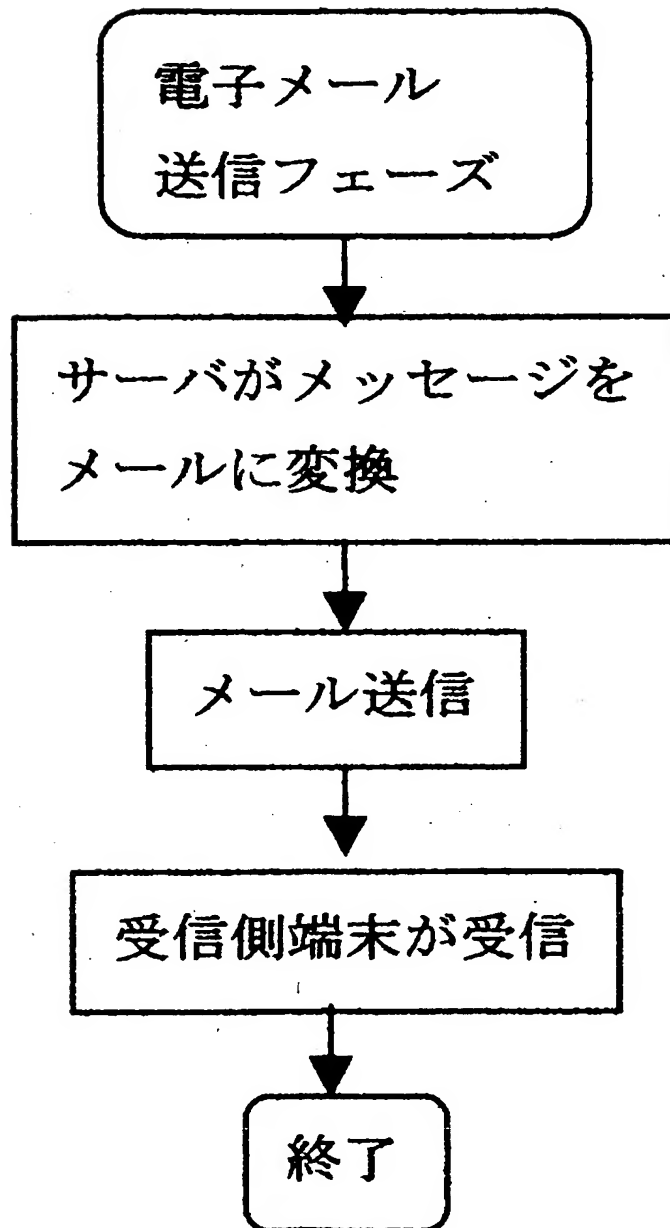 電子メール
送信フェーズ
サーバがメッセージを
メールに変換
メール送信
受信側端末が受信
終了